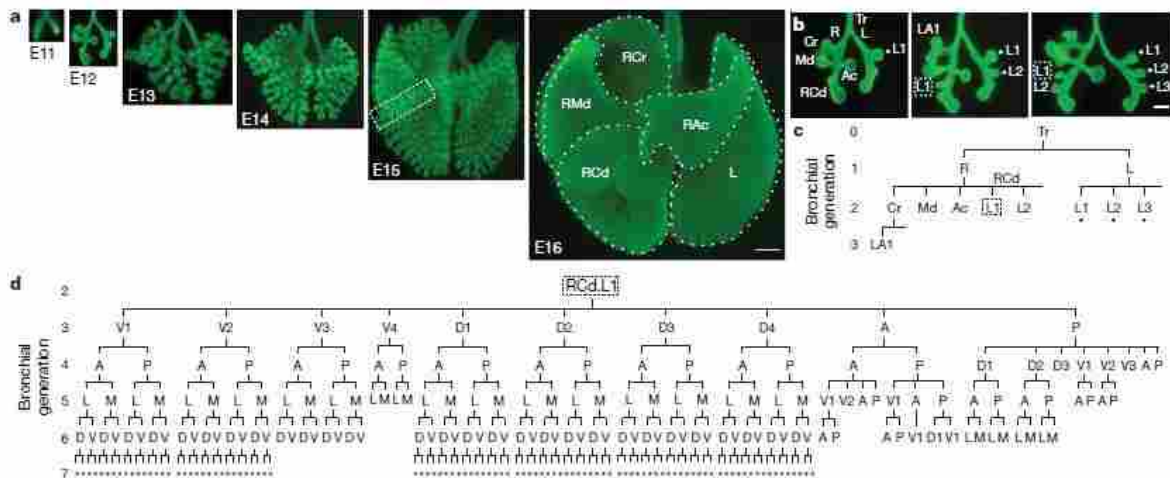 a
E11
E12
E13
E14
E15
RCr
RMd
RAc
RCd
L
E16
b
Tr
R L
Cr
Md
Ac
RCd
L1
LA1
L1
L1
L2
L1
L2
L1
L2
L3
c
Bronchial generation
0 Tr
1 R L
RCd
2 Cr Md Ac L1 L2 L1 L2 L3
3 LA1
d
Bronchial generation
2 RCd.L1
3 V1 V2 V3 V4 D1 D2 D3 D4 A P
4 A P A P A P A P A P A P A P A P A P D1 D2 D3 V1 V2 V3 A P
5 L M L M L M L M L M L M L M L M L M L M L M L M L M L M L M L M V1 V2 A P V1 A P A P A P A P A P
6 D V D V D V D V D V D V D V D V D V D V D V D V D V D V D V D V D V D V D V D V D V D V D V D V D V D V D V D V A P A P V1 D1 V1 L M L M L M L M
7